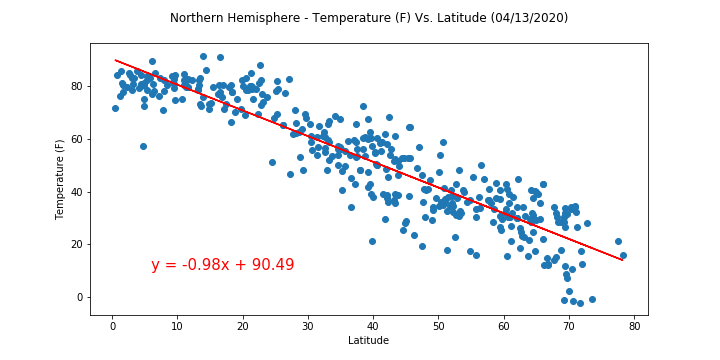 Northern Hemisphere - Temperature (F) Vs. Latitude (04/13/2020)
80
60
40
20
0
Temperature (F)
y = -0.98x + 90.49
0 10 20 30 40 50 60 70 80
Latitude